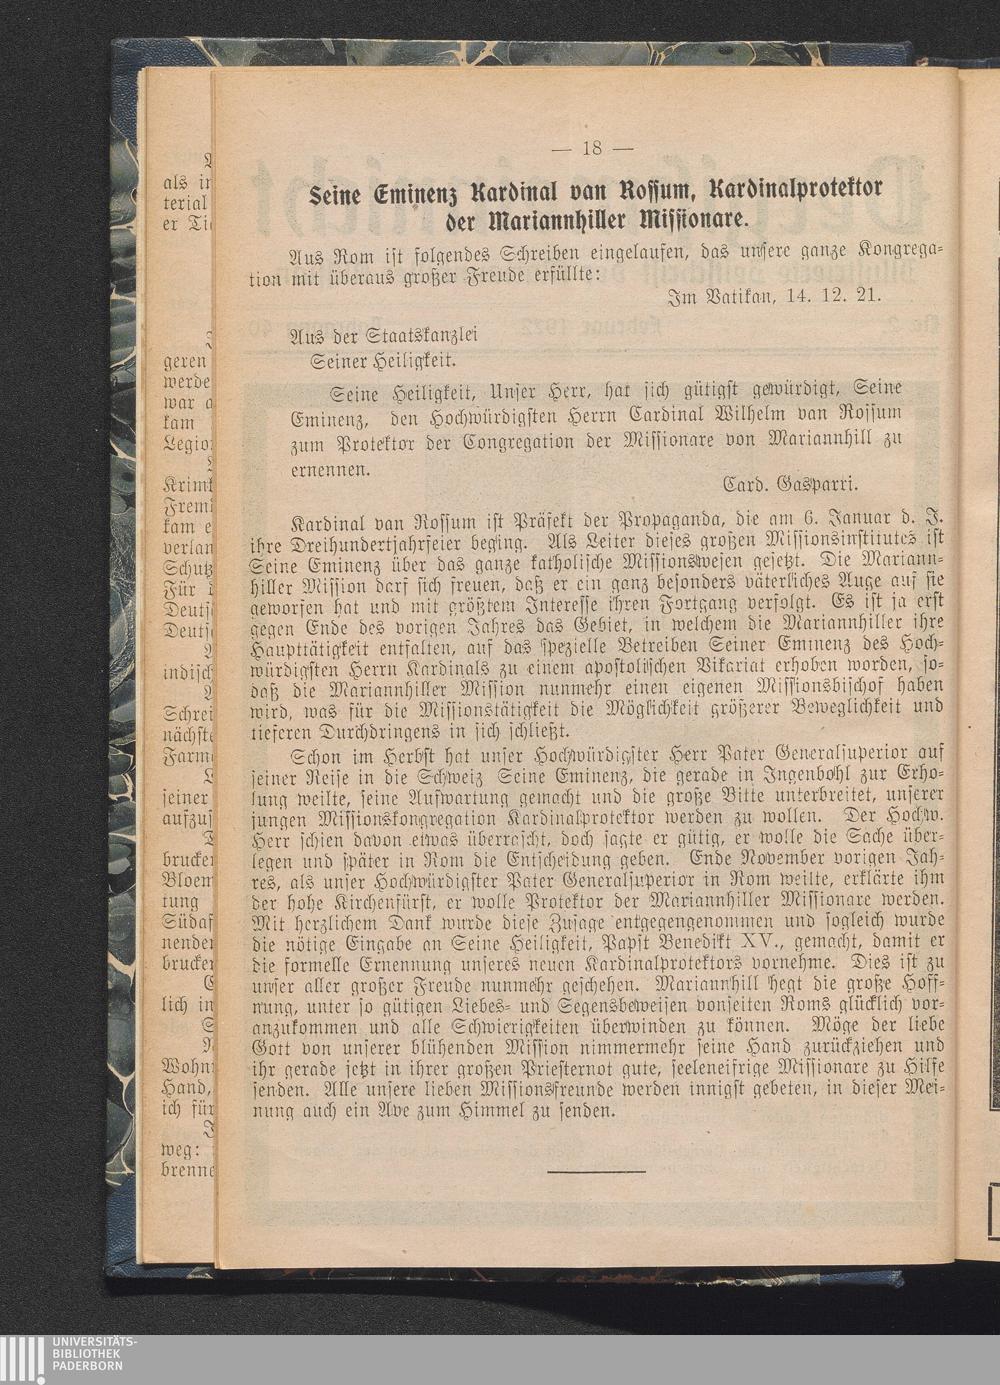 — 18 —
Seine Eminenz Kardinal van Rossum, Kardinalprotektor
der Mariannhiller Missionare.
Aus Rom ist folgendes Schreiben eingelaufen, das unsere ganze Kongrega-
tion mit überaus großer Freude erfüllte:
Im Vatikan, 14. 12. 21.
Aus der Staatskanzlei
Seiner Heiligkeit.
Seine Heiligkeit, Unser Herr, hat sich gütigst gewürdigt, Seine
Eminenz, den Hochwürdigsten Herrn Cardinal Wilhelm van Rossum
zum Protektor der Congregation der Missionare von Mariannhill zu
ernennen.
Card. Gasparri.
Kardinal van Rossum ist Präfekt der Propaganda, die am 6. Januar d. J.
ihre Dreihundertjahrfeier beging. Als Leiter dieses großen Missionsinstitutes ist
Seine Eminenz über das ganze katholische Missionswesen gesetzt. Die Mariann-
hiller Mission darf sich freuen, daß er ein ganz besonders väterliches Auge auf sie
geworfen hat und mit größtem Interesse ihren Fortgang verfolgt. Es ist ja erst
gegen Ende des vorigen Jahres das Gebiet, in welchem die Mariannhiller ihre
Haupttätigkeit entfalten, auf das spezielle Betreiben Seiner Eminenz des Hoch-
würdigsten Herrn Kardinals zu einem apostolischen Vikariat erhoben worden, so-
daß die Mariannhiller Mission nunmehr einen eigenen Missionsbischof haben
wird, was für die Missionstätigkeit die Möglichkeit größerer Beweglichkeit und
tieferen Durchdringens in sich schließt.
Schon im Herbst hat unser Hochwürdigster Herr Pater Generalsuperior auf
seiner Reise in die Schweiz Seine Eminenz, die gerade in Ingenbohl zur Erho-
lung weilte, seine Aufwartung gemacht und die große Bitte unterbreitet, unserer
jungen Missionskongregation Kardinalprotektor werden zu wollen. Der Hochw.
Herr schien davon etwas überrascht, doch sagte er gütig, er wolle die Sache über-
legen und später in Rom die Entscheidung geben. Ende November vorigen Jah-
res, als unser Hochwürdigster Pater Generalsuperior in Rom weilte, erklärte ihm
der hohe Kirchenfürst, er wolle Protektor der Mariannhiller Missionare werden.
Mit herzlichem Dank wurde diese Zusage entgegengenommen und sogleich wurde
die nötige Eingabe an Seine Heiligkeit, Papst Benedikt XV., gemacht, damit er
die formelle Ernennung unseres neuen Kardinalprotektors vornehme. Dies ist zu
unser aller großer Freude nunmehr geschehen. Mariannhill hegt die große Hoff-
nung, unter so gütigen Liebes- und Segensbeweisen vonseiten Roms glücklich vor-
anzukommen und alle Schwierigkeiten überwinden zu können. Möge der liebe
Gott von unserer blühenden Mission nimmermehr seine Hand zurückziehen und
ihr gerade jetzt in ihrer großen Priesternot gute, seeleneifrige Missionare zu Hilfe
senden. Alle unsere lieben Missionsfreunde werden innigst gebeten, in dieser Mei-
nung auch ein Ave zum Himmel zu senden.
UNIVERSITÄTS-
BIBLIOTHEK
PADERBORN